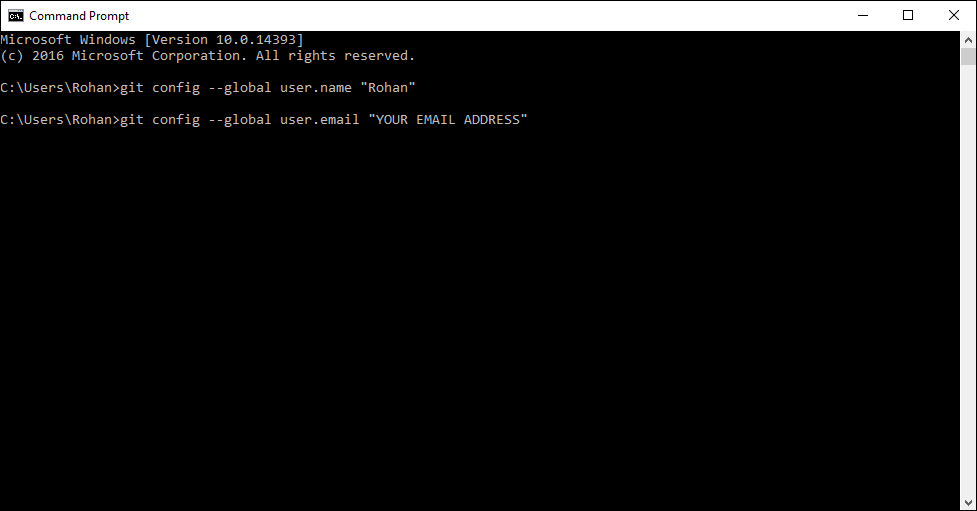 Command Prompt
Microsoft Windows [Version 10.0.14393]
(c) 2016 Microsoft Corporation. All rights reserved.
C:\Users\Rohan>git config --global user.name "Rohan"
C:\Users\Rohan>git config --global user.email "YOUR EMAIL ADDRESS"